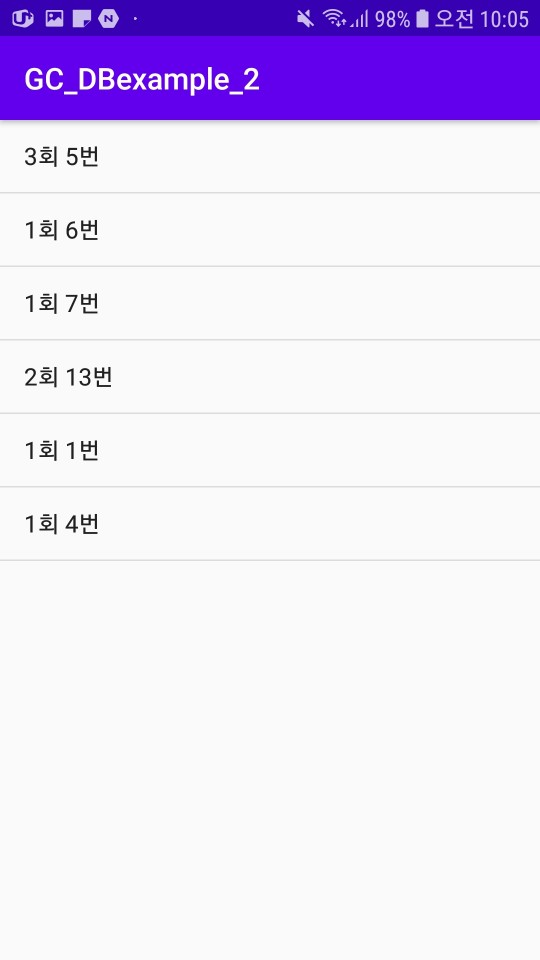 98% 오전 10:05
GC_DBexample_2
3회 5번
1회 6번
1회 7번
2회 13번
1회 1번
1회 4번